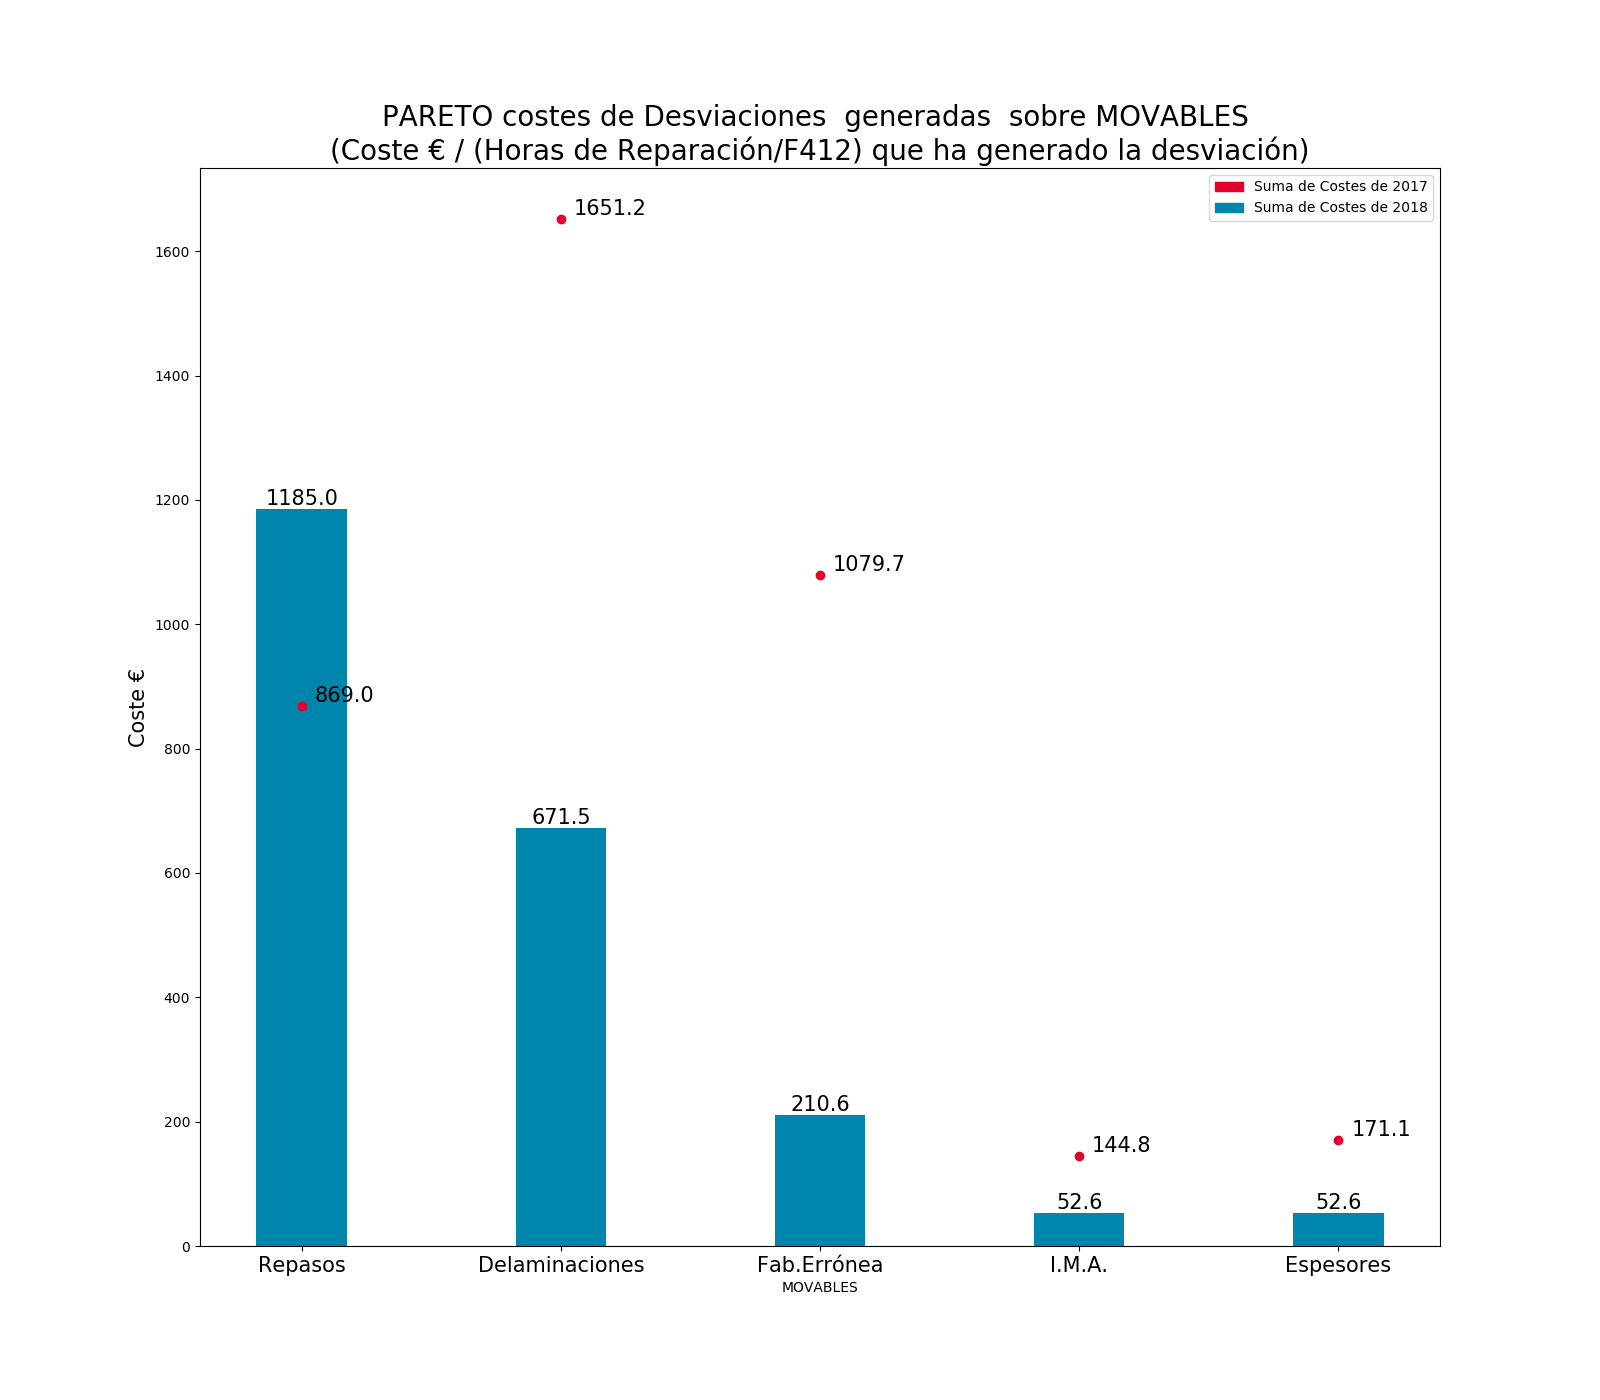 PARETO costes de Desviaciones  generadas  sobre MOVABLES
(Coste € / (Horas de Reparación/F412) que ha generado la desviación)
Suma de Costes de 2017
Suma de Costes de 2018
1651.2
1600
1400
1200
1185.0
1079.7
1000
Coste €
869.0
800
671.5
600
400
210.6
200
144.8
171.1
52.6
52.6
0
Repasos
Delaminaciones
Fab.Errónea
I.M.A.
Espesores
MOVABLES